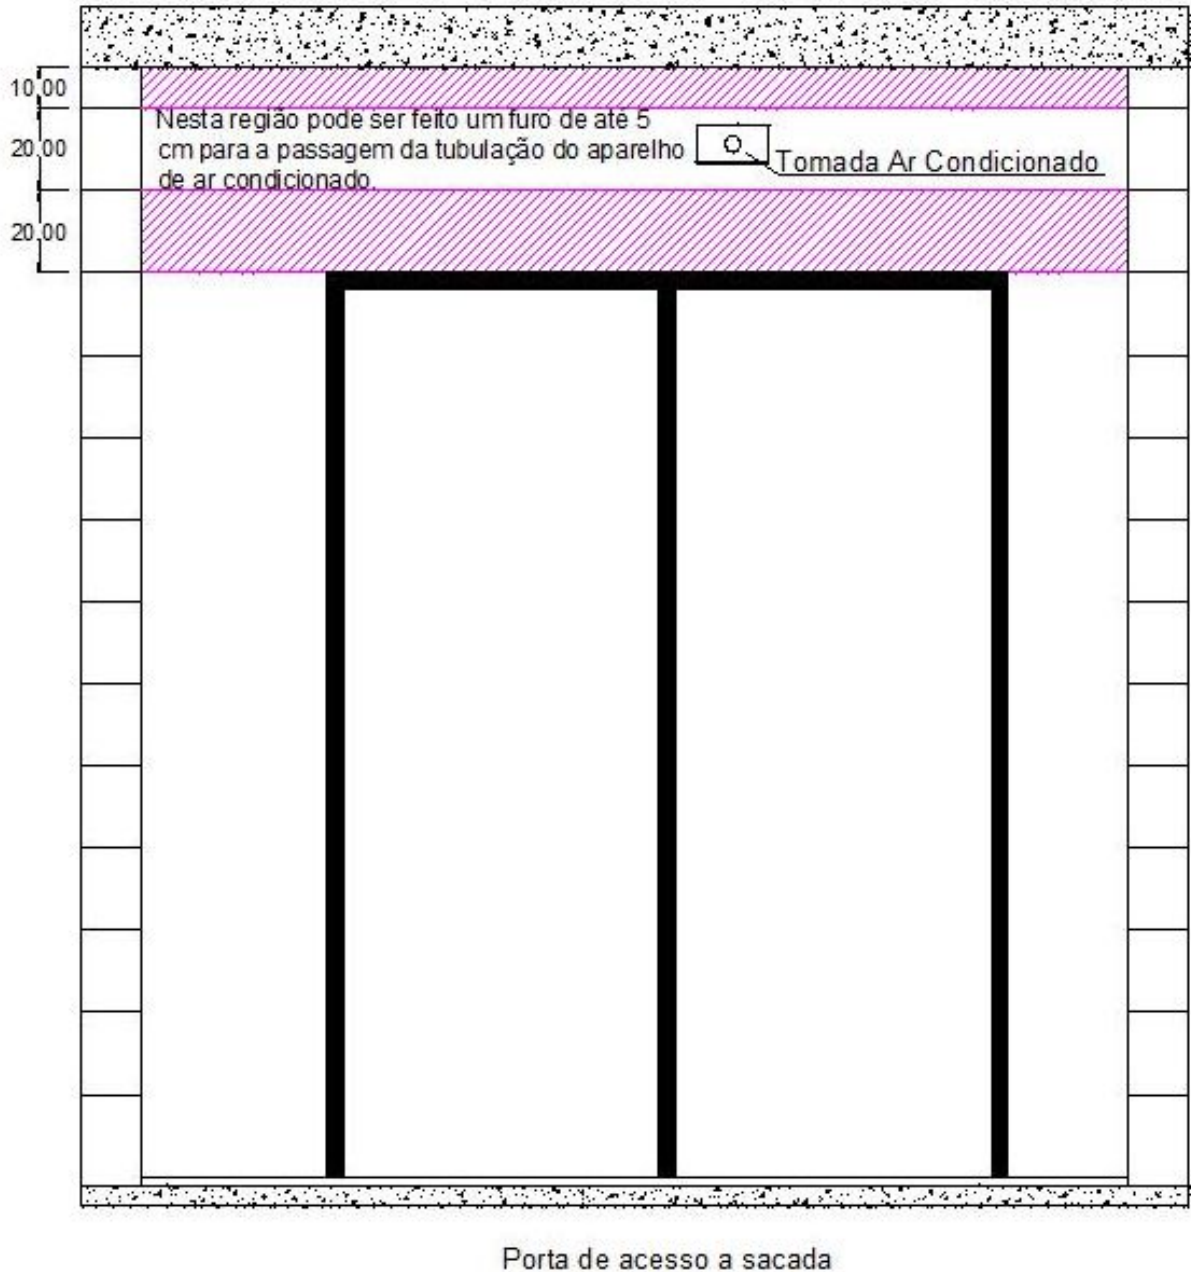 10,00
Nesta região pode ser feito um furo de até 5
20,00
cm para a passagem da tubulação do aparelho
Tomada Ar Condicionado
de ar condicionado.
20,00
Porta de acesso a sacada